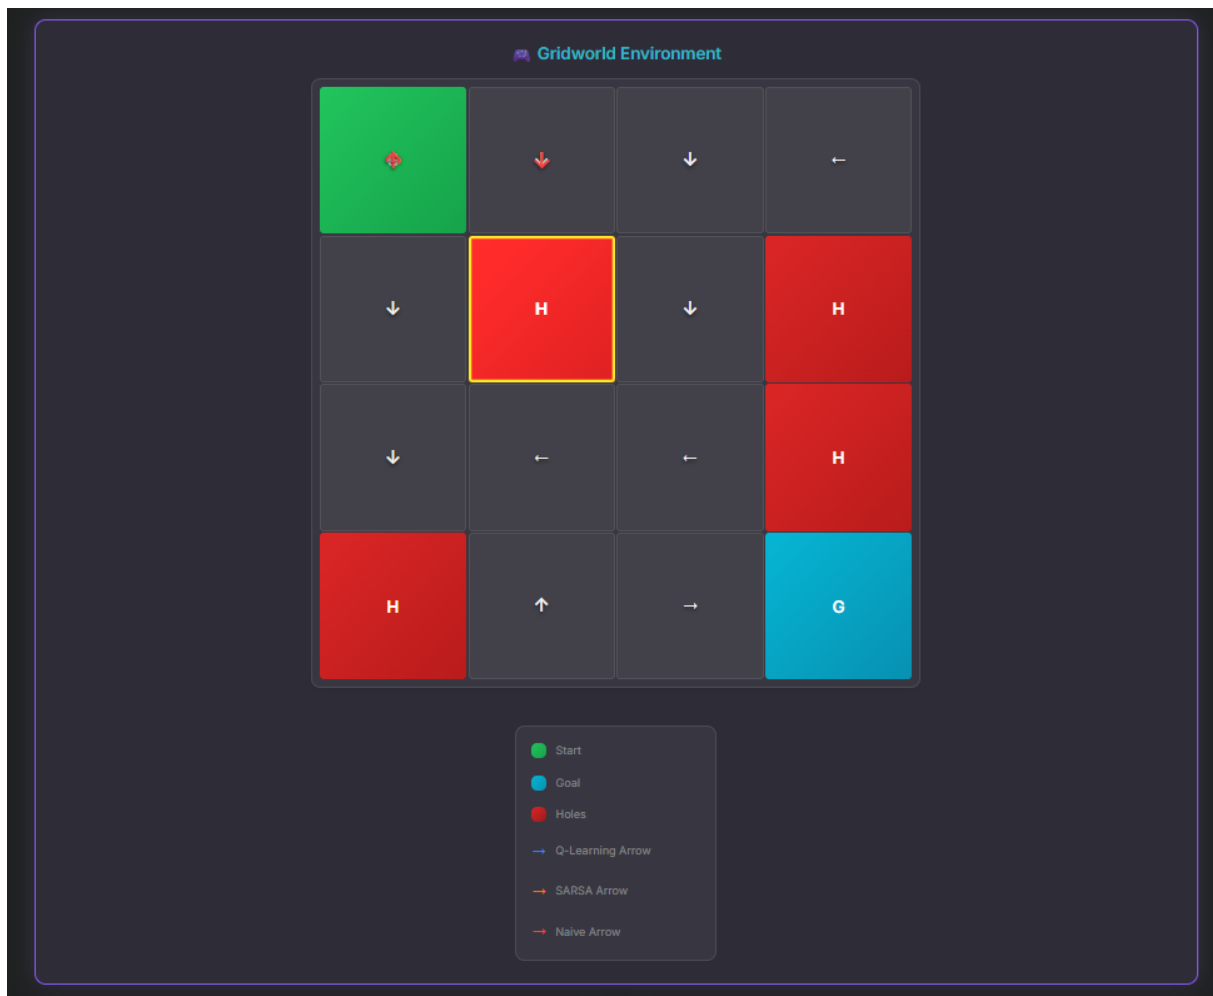 🎮 Gridworld Environment
↓ ↓ ←
↓ H ↓ H
↓ ← ← H
H ↑ → G
Start
Goal
Holes
→ Q-Learning Arrow
→ SARSA Arrow
→ Naive Arrow